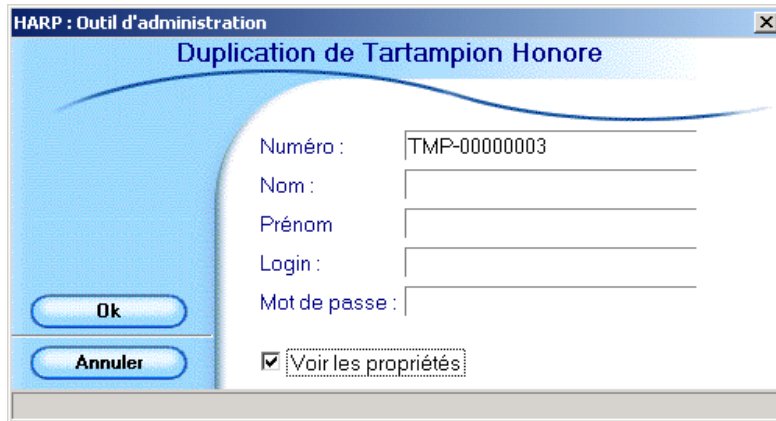 HARP : Outil d'administration
Duplication de Tartampion Honore
Numéro : TMP-00000003
Nom :
Prénom
Login :
Mot de passe :
Ok
Annuler
Voir les propriétés